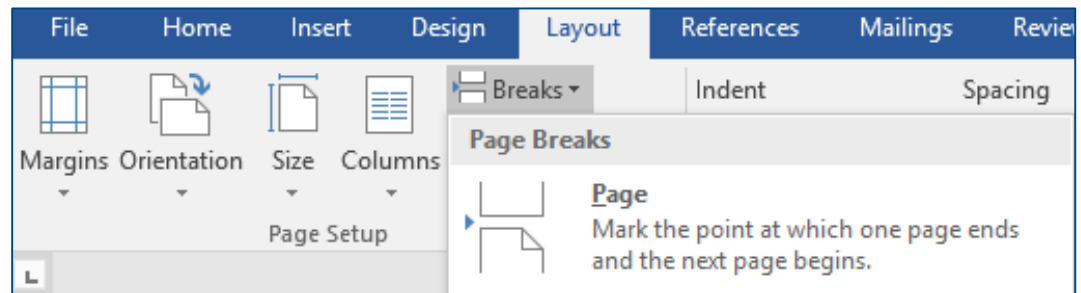 File Home Insert Design Layout References Mailings
Breaks Indent Spacing
Page Breaks
Margins Orientation Size Columns
Page
Mark the point at which one page ends
Page Setup
and the next page begins.